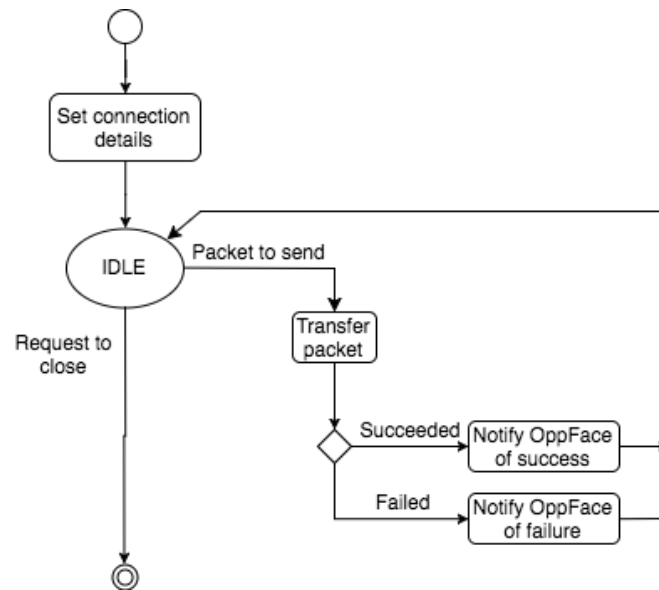 Set connection
details
IDLE
Packet to send
Transfer
packet
Request to
close
Succeeded
Notify OppFace
of success
Failed
Notify OppFace
of failure